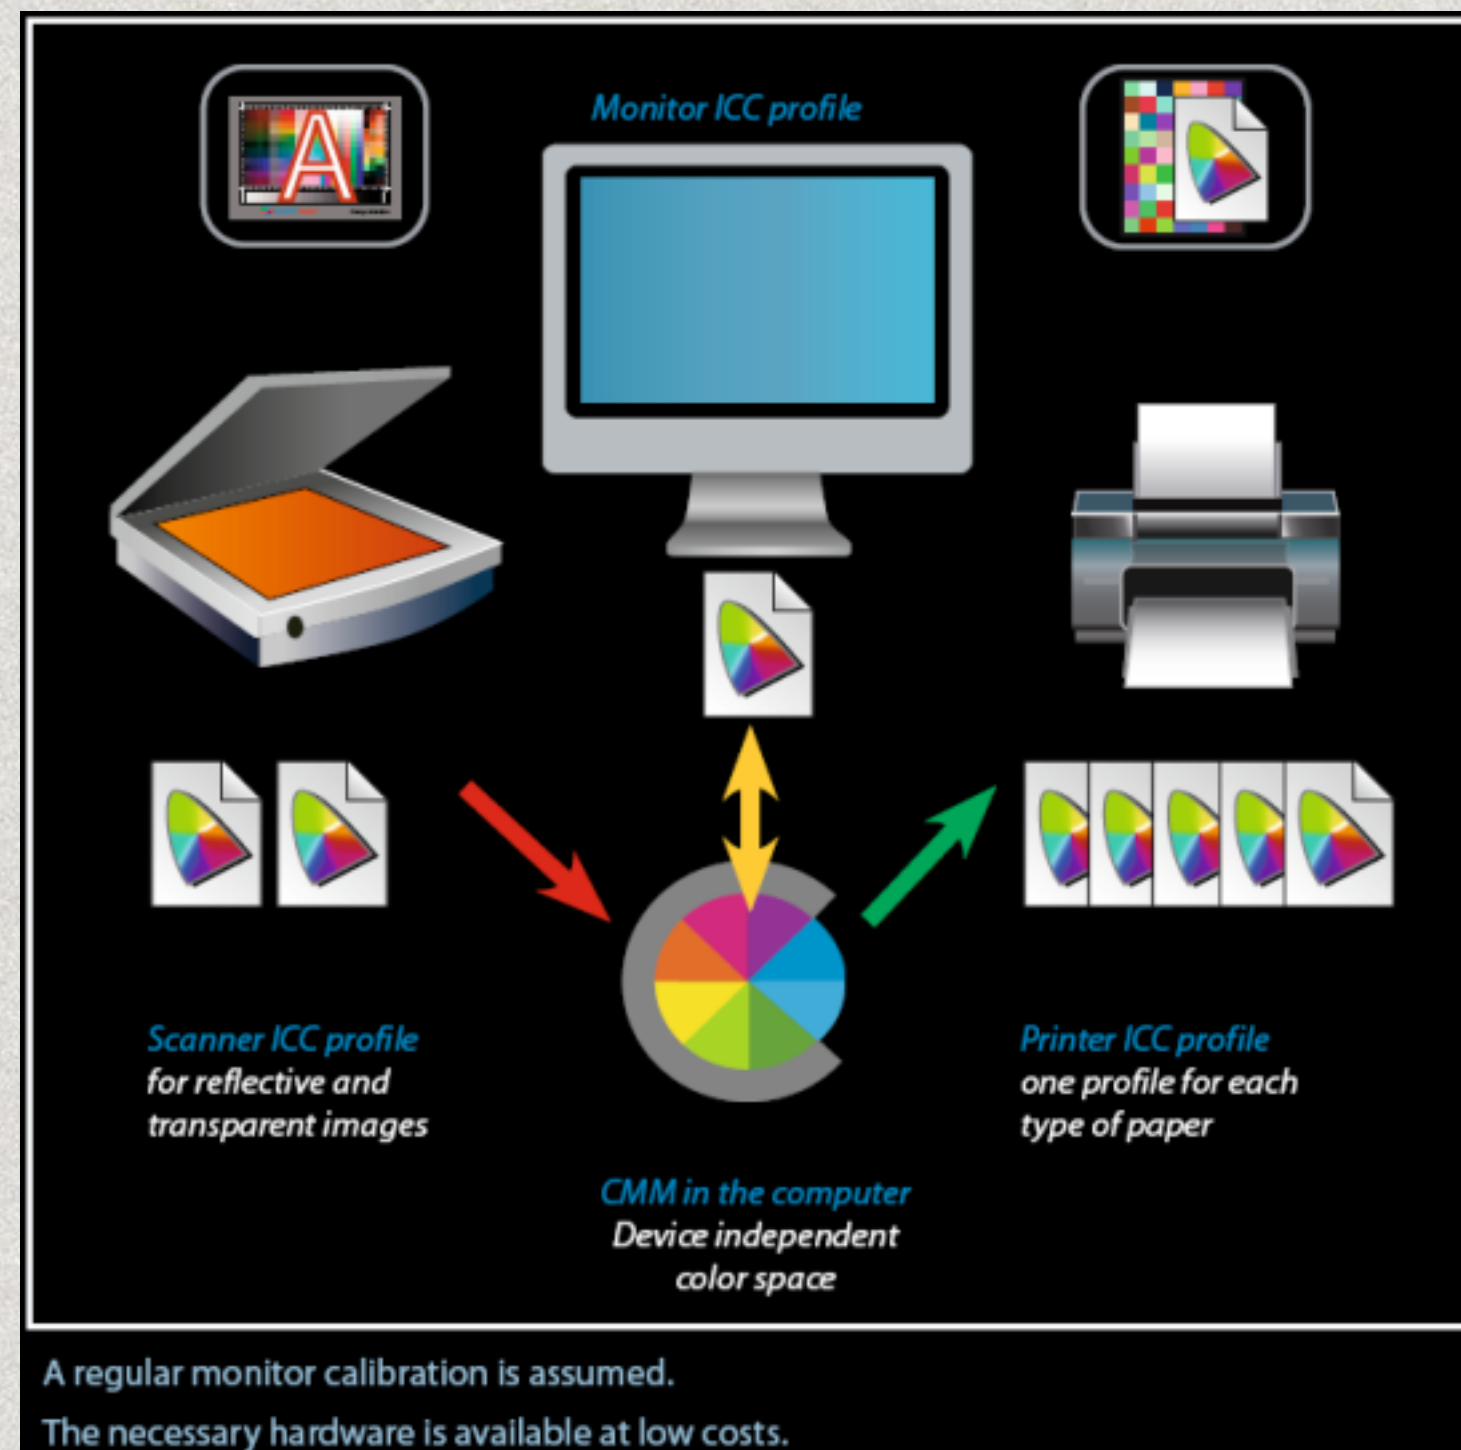 A
Monitor ICC profile
Scanner ICC profile
for reflective and
transparent images
Printer ICC profile
one profile for each
type of paper
CMM in the computer
Device independent
color space
A regular monitor calibration is assumed.
The necessary hardware is available at low costs.